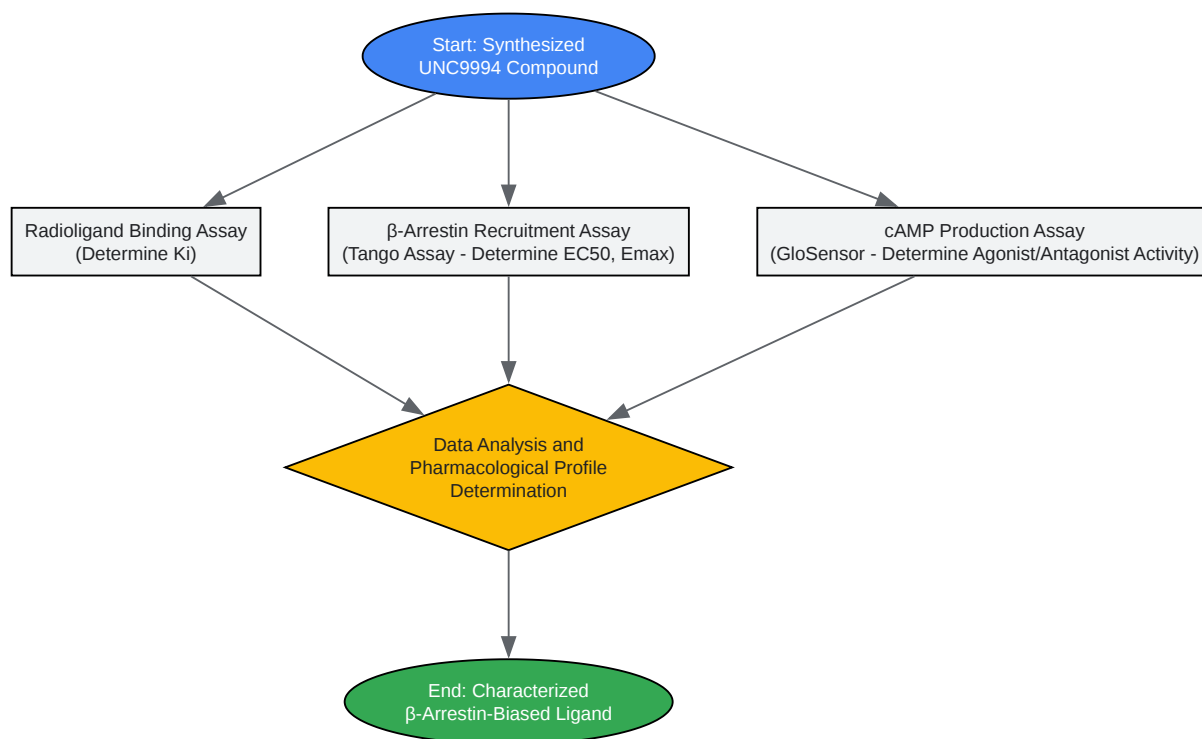 Start: Synthesized
UNC9994 Compound
Radioligand Binding Assay
(Determine Ki)
β-Arrestin Recruitment Assay
(Tango Assay - Determine EC50, Emax)
cAMP Production Assay
(GloSensor - Determine Agonist/Antagonist Activity)
Data Analysis and
Pharmacological Profile
Determination
End: Characterized
β-Arrestin-Biased Ligand